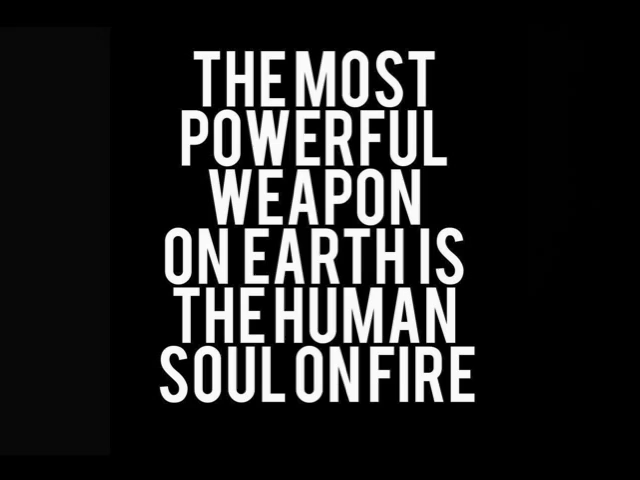 THE MOST
POWERFUL
WEAPON
ON EARTH IS
THE HUMAN
SOUL ON FIRE